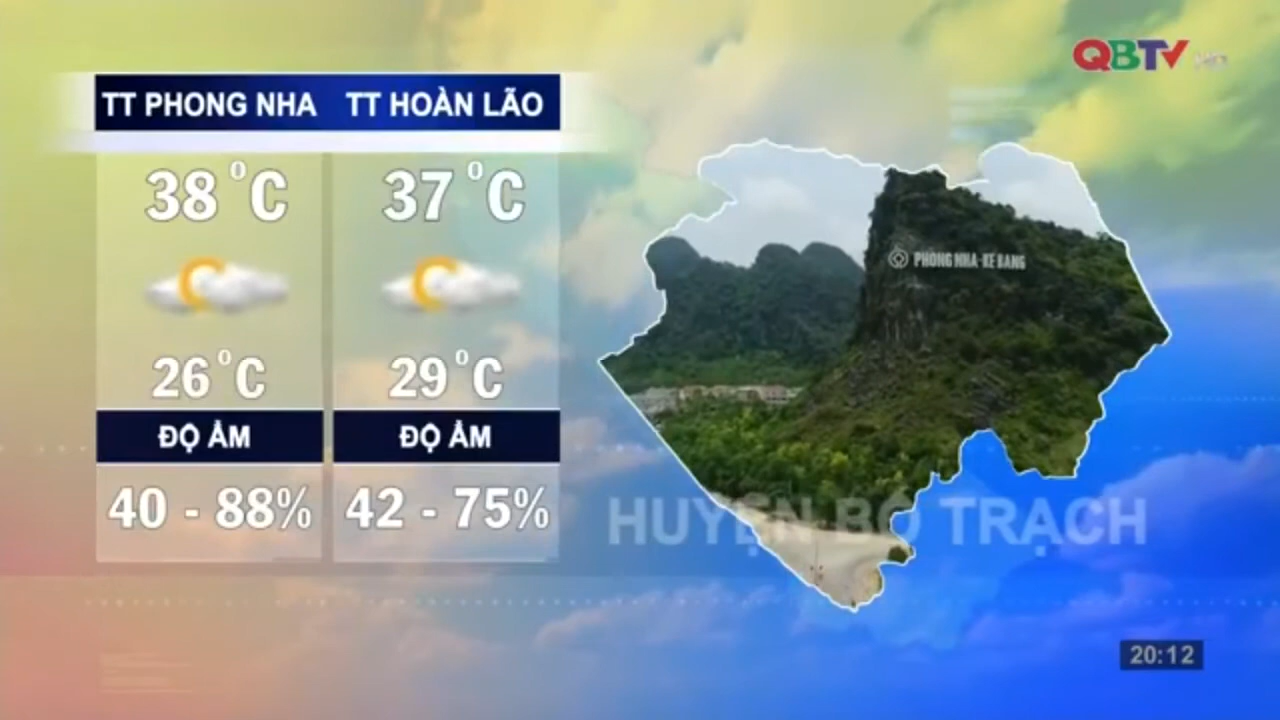 QBTV HD
TT PHONG NHA TT HOÀN LÃO
38°C 37°C
PHONG NHA-KE BANG
26°C 29°C
ĐỘ ẨM ĐỘ ẨM
40 - 88% 42 - 75%
HUYỆN BỐ TRẠCH
20:12